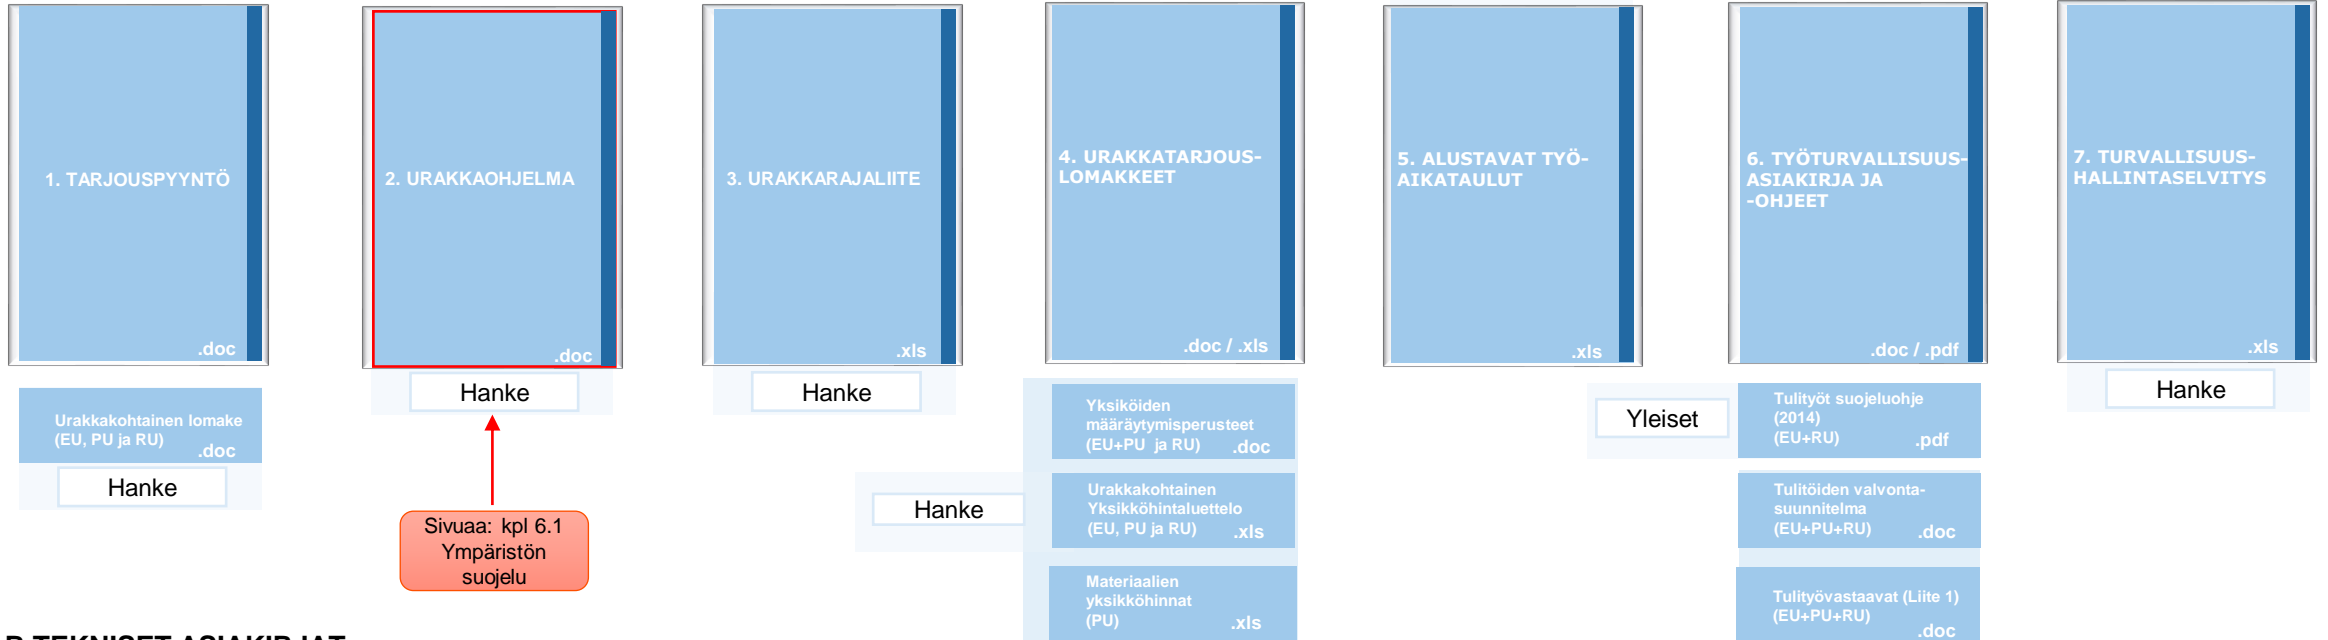 1. TARJOUSPYYNTÖ
.doc
Urakkakohtainen lomake
(EU, PU ja RU)
.doc
Hanke
2. URAKKAOHJELMA
.doc
Hanke
Sivuaa: kpl 6.1
Ympäristön
suojelu
3. URAKKARAJALIITE
.xls
Hanke
4. URAKKATARJOUS-
LOMAKKEET
.doc / .xls
Yksiköiden
määräytymisperusteet
(EU+PU ja RU) .doc
Hanke
Urakkakohtainen
Yksikköhintaluettelo
(EU, PU ja RU) .xls
Materiaalien
yksikköhinnat
(PU) .xls
5. ALUSTAVAT TYÖ-
AIKATAULUT
.xls
6. TYÖTURVALLISUUS-
ASIAKIRJA JA
-OHJEET
.doc / .pdf
Yleiset
Tulityöt suojeluohje
(2014)
(EU+RU) .pdf
Tulitöiden valvonta-
suunnitelma
(EU+PU+RU) .doc
Tulityövastaavat (Liite 1)
(EU+PU+RU)
.doc
7. TURVALLISUUS-
HALLINTASELVITYS
.xls
Hanke
B TEKNISET ASIAKIRJAT